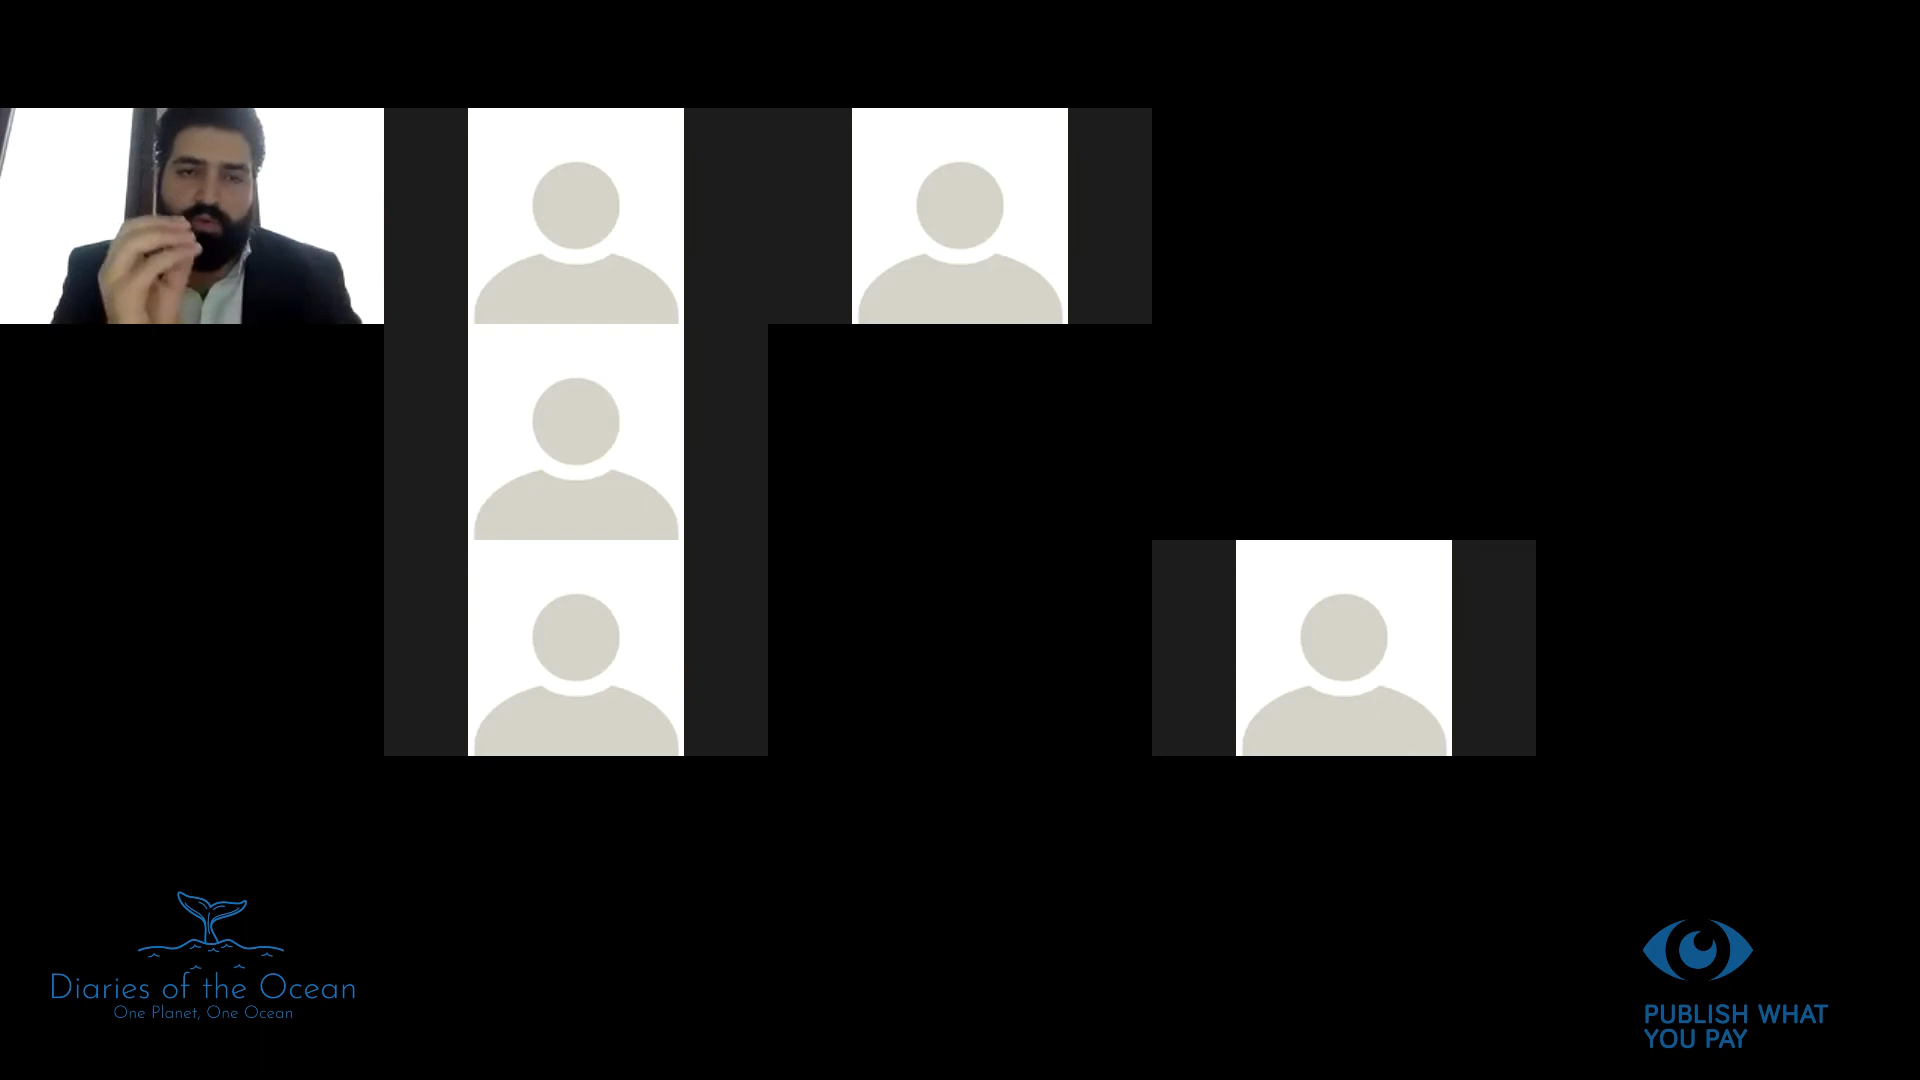 Diaries of the Ocean
One Planet, One Ocean
PUBLISH WHAT
YOU PAY